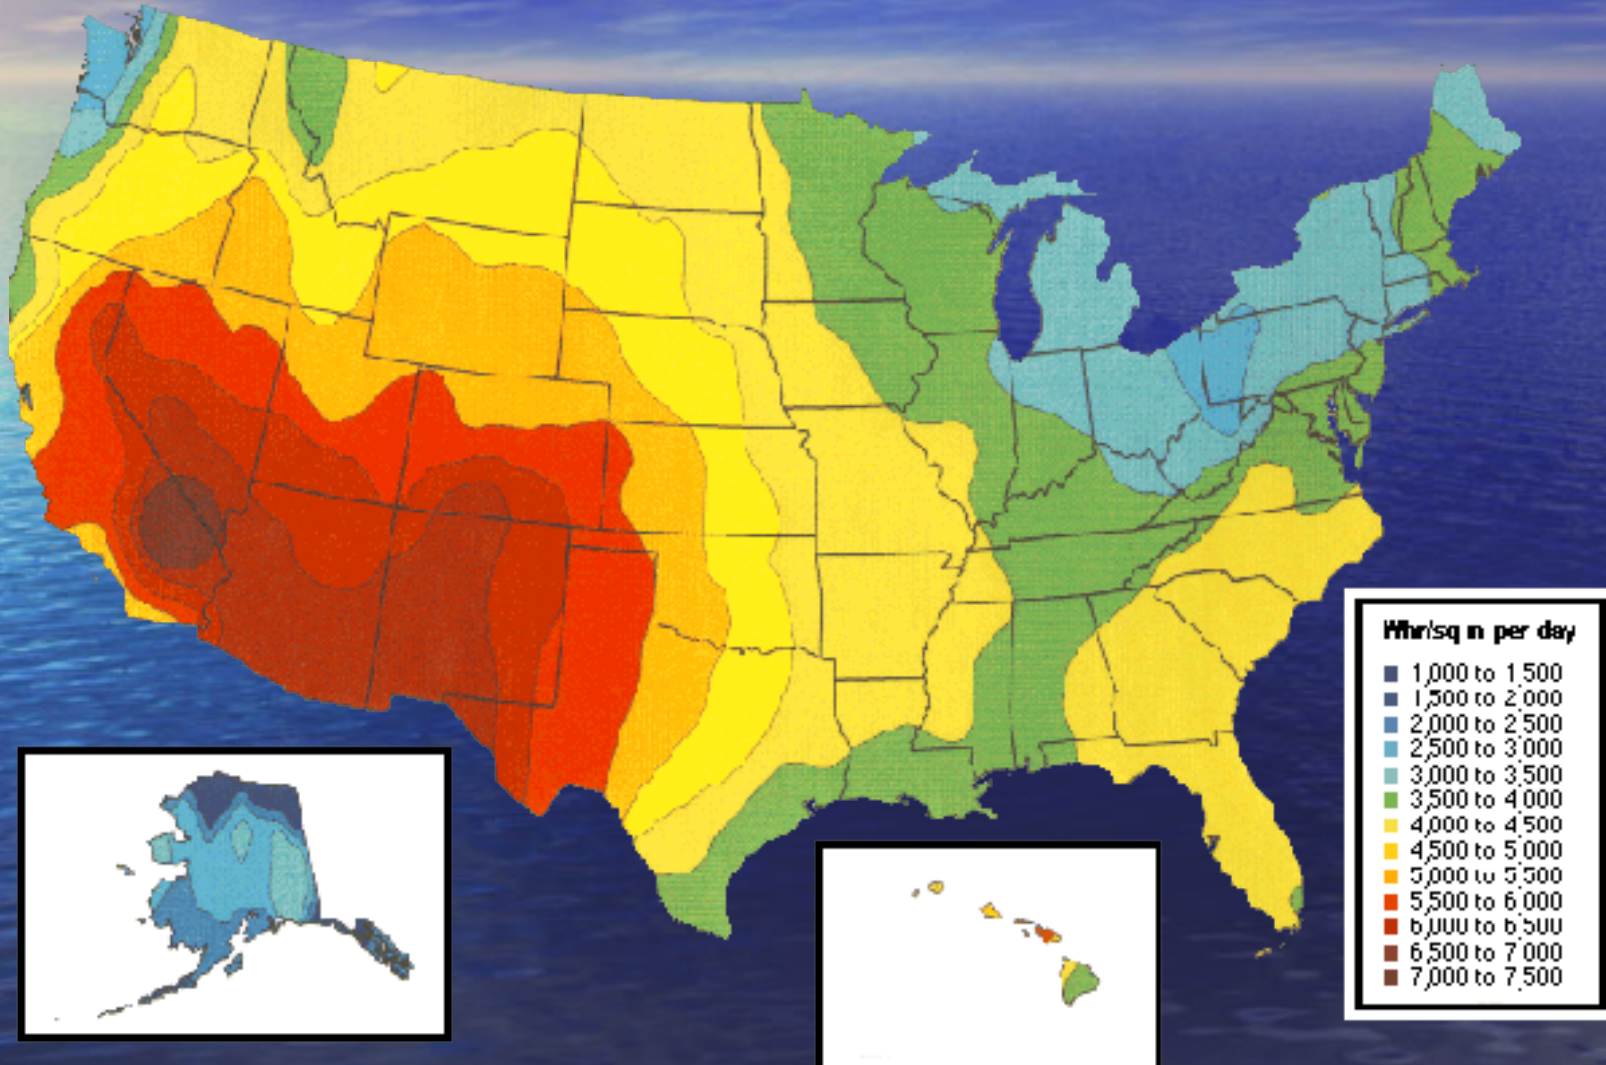 Whr/sq m per day
1,000 to 1,500
1,500 to 2,000
2,000 to 2,500
2,500 to 3,000
3,000 to 3,500
3,500 to 4,000
4,000 to 4,500
4,500 to 5,000
5,000 to 5,500
5,500 to 6,000
6,000 to 6,500
6,500 to 7,000
7,000 to 7,500